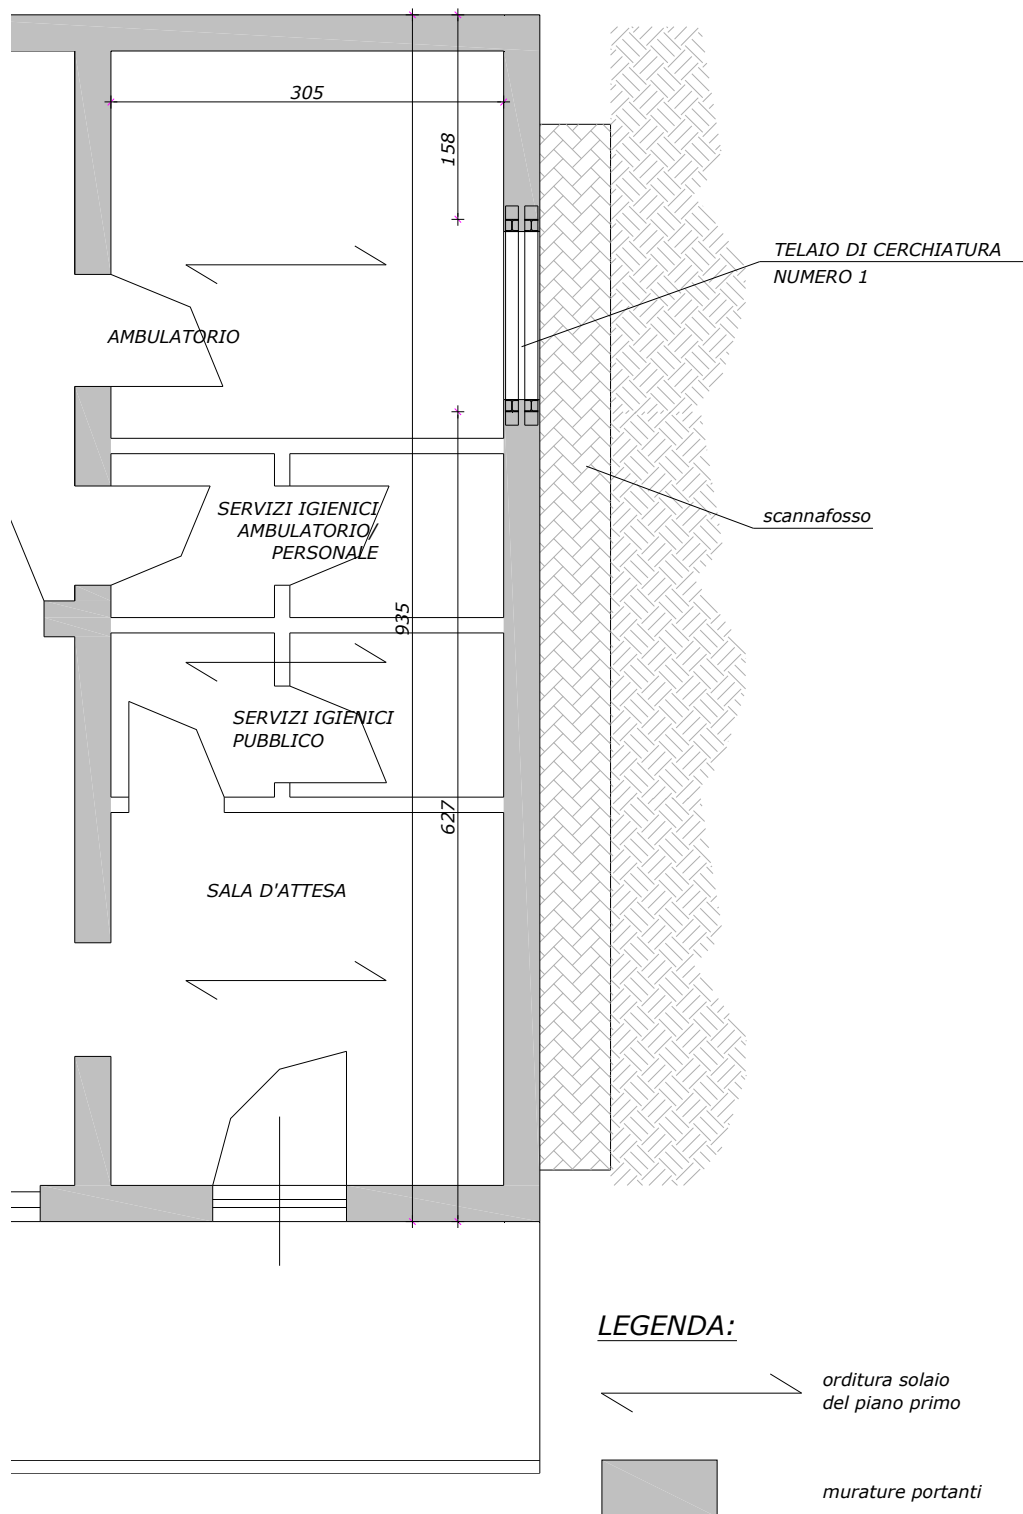 305
158
TELAIO DI CERCHIATURA
NUMERO 1
AMBULATORIO
SERVIZI IGIENICI
AMBULATORIO/
PERSONALE
scannafosso
935
SERVIZI IGIENICI
PUBBLICO
627
SALA D'ATTESA
LEGENDA:
orditura solaio
del piano primo
murature portanti